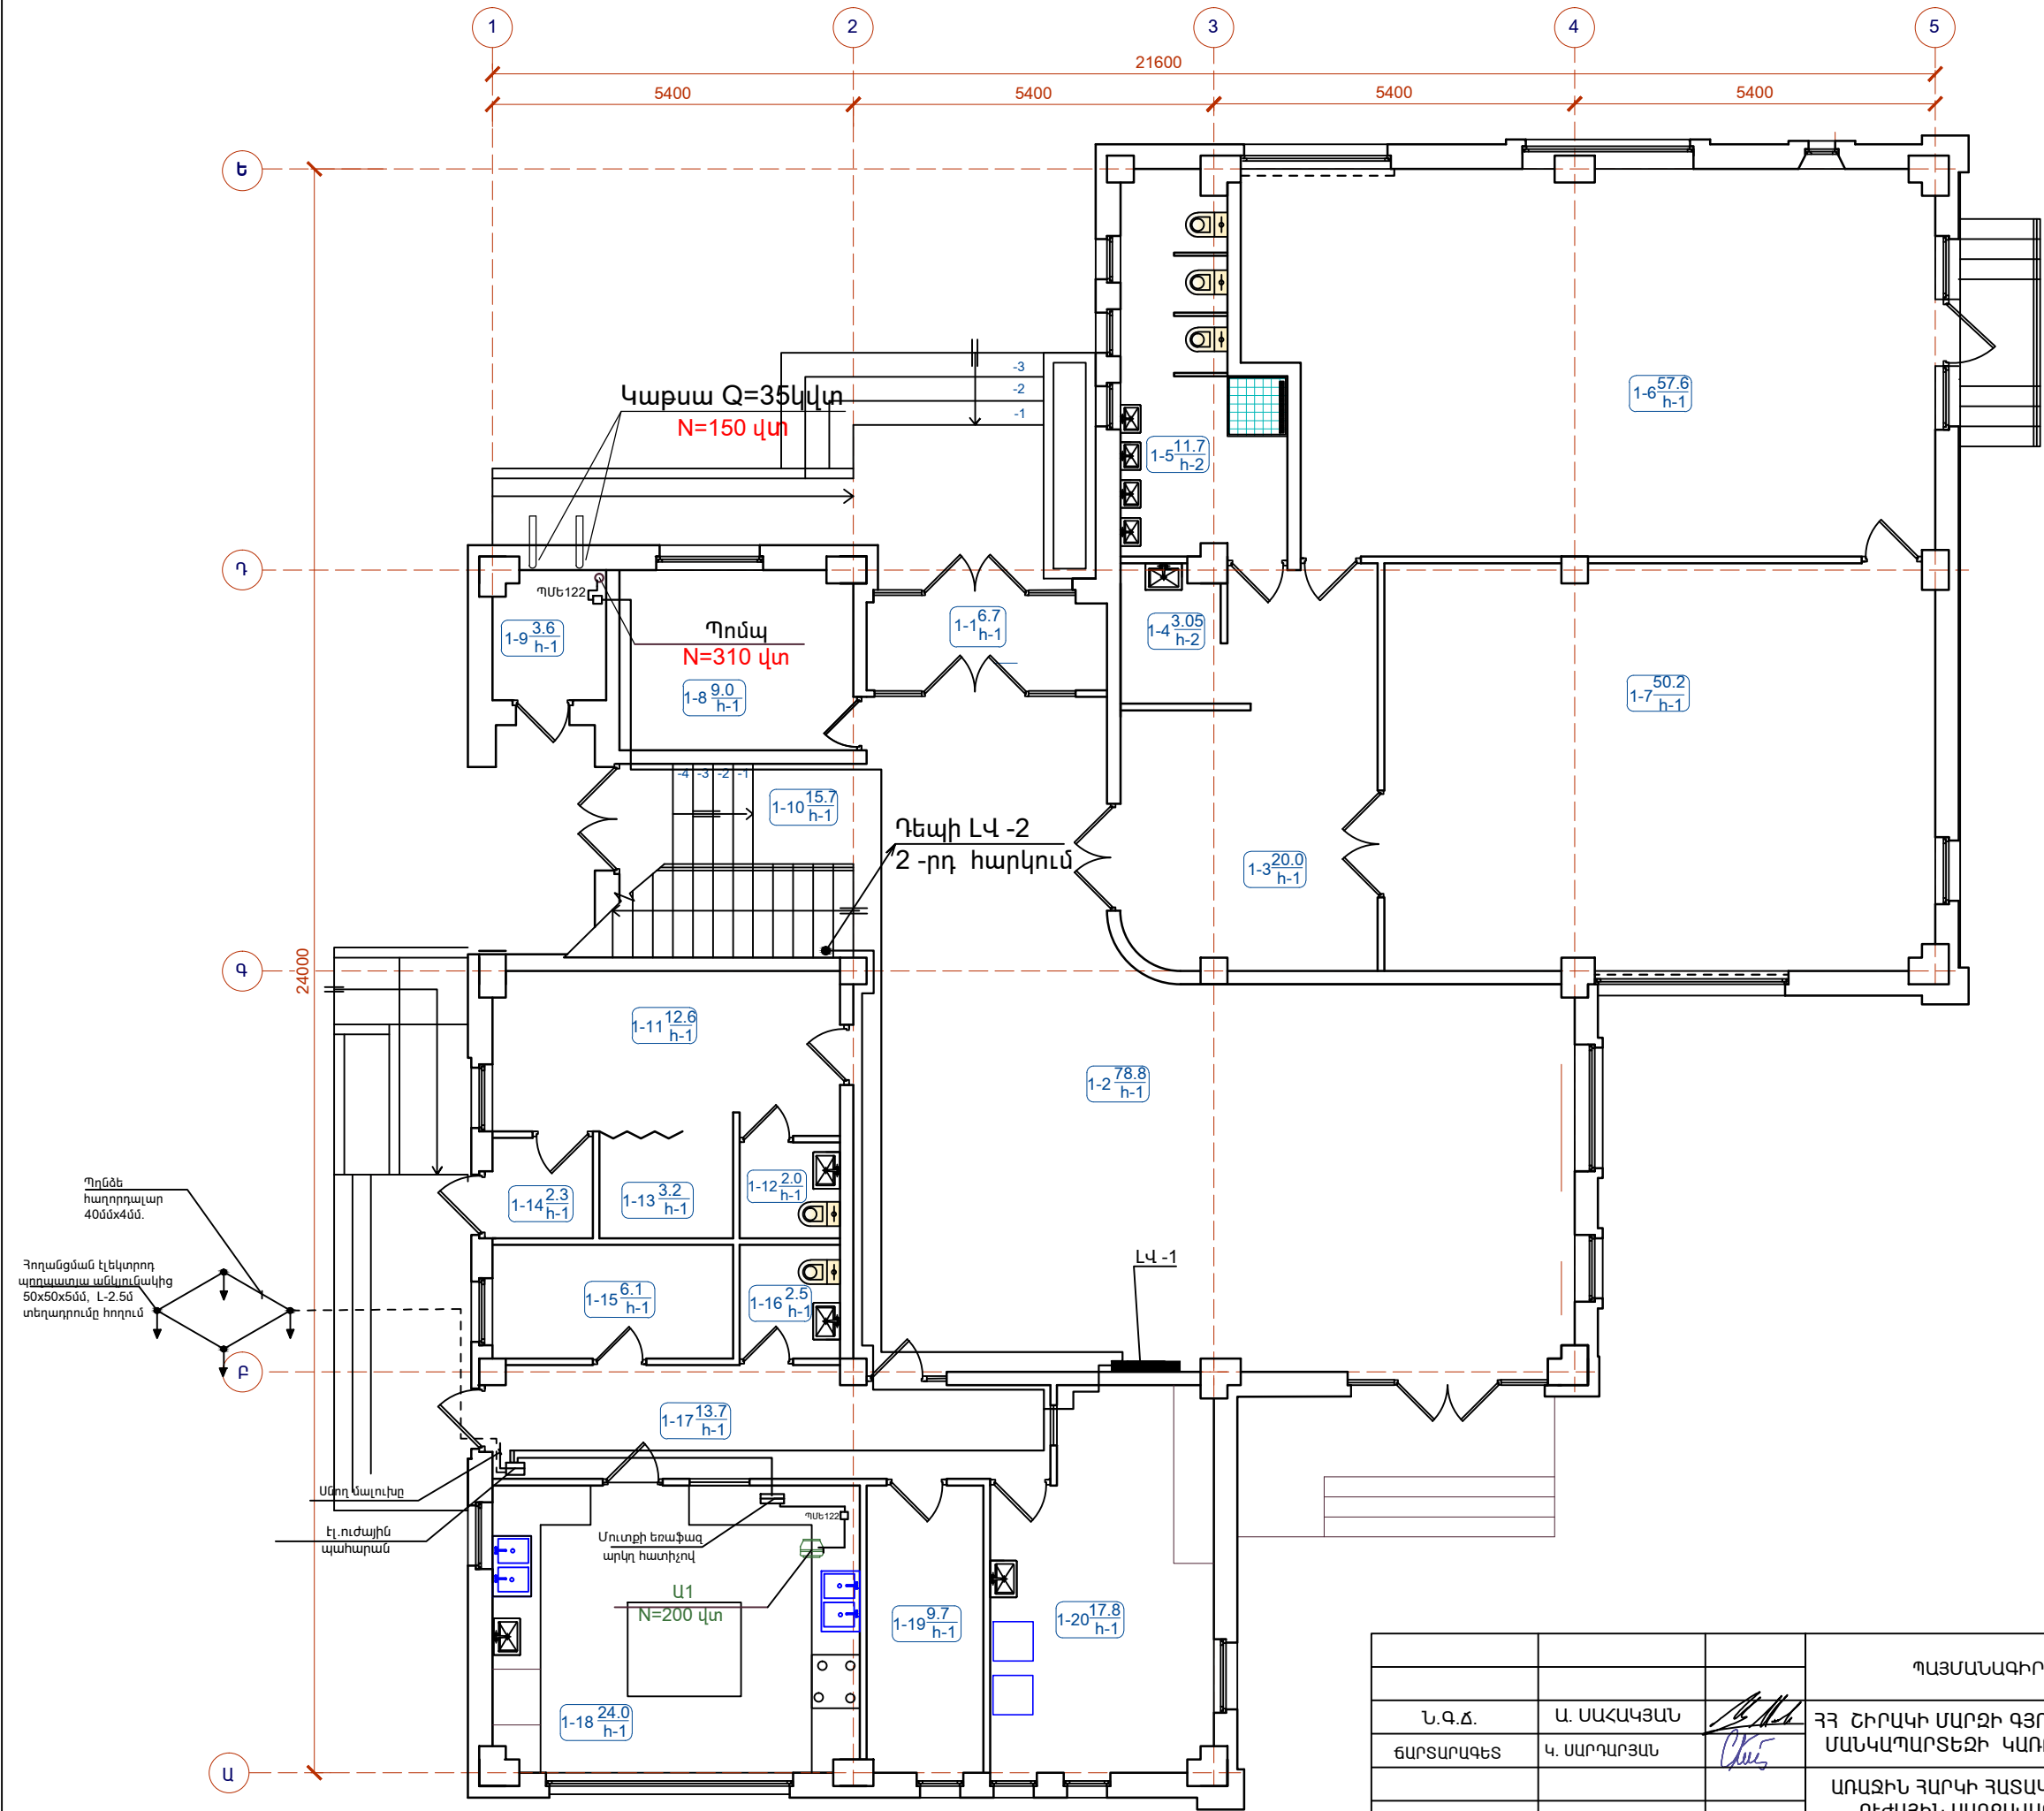 1 2 3 4 5
21600
5400 5400 5400 5400
Ե
-3
-2
-1
Կաբսա Q=35կվտ
N=150 վտ
1-6 57.6 h-1
1-5 11.7 h-2
Դ
ՊՄԵ122
1-9 3.6 h-1
Պոմպ
N=310 վտ
1-8 9.0 h-1
1-1 6.7 h-1
1-4 3.05 h-2
1-7 50.2 h-1
-4 -3 -2 -1
1-10 15.7 h-1
Դեպի ԼՎ -2
2 -րդ հարկում
1-3 20.0 h-1
Գ
24000
1-11 12.6 h-1
1-2 78.8 h-1
Պղնձե
հաղորդալար
40մմx4մմ.
1-14 2.3 h-1
1-13 3.2 h-1
1-12 2.0 h-1
Հողանցման էլեկտրոդ
պողպատյա անկյունակից
50x50x5մմ, L-2.5մ
տեղադրումը հողում
ԼՎ -1
1-15 6.1 h-1
1-16 2.5 h-1
Բ
1-17 13.7 h-1
Սնող մալուխը
էլ.ուժային
պահարան
Մուտքի եռաֆազ
արկղ հատիչով
ՊՄԵ122
Ա1
N=200 վտ
1-19 9.7 h-1
1-20 17.8 h-1
1-18 24.0 h-1
Ա
ՊԱՅՄԱՆԱԳԻՐ
Ն.Գ.Ճ. Ա. ՍԱՀԱԿՅԱՆ
ՀՀ ՇԻՐԱԿԻ ՄԱՐԶԻ
ՄԱՆԿԱՊԱՐՏԵԶԻ
ՃԱՐՏԱՐԱԳԵՏ Կ. ՍԱՐԴԱՐՅԱՆ
ԱՌԱՋԻՆ ՀԱՐԿԻ